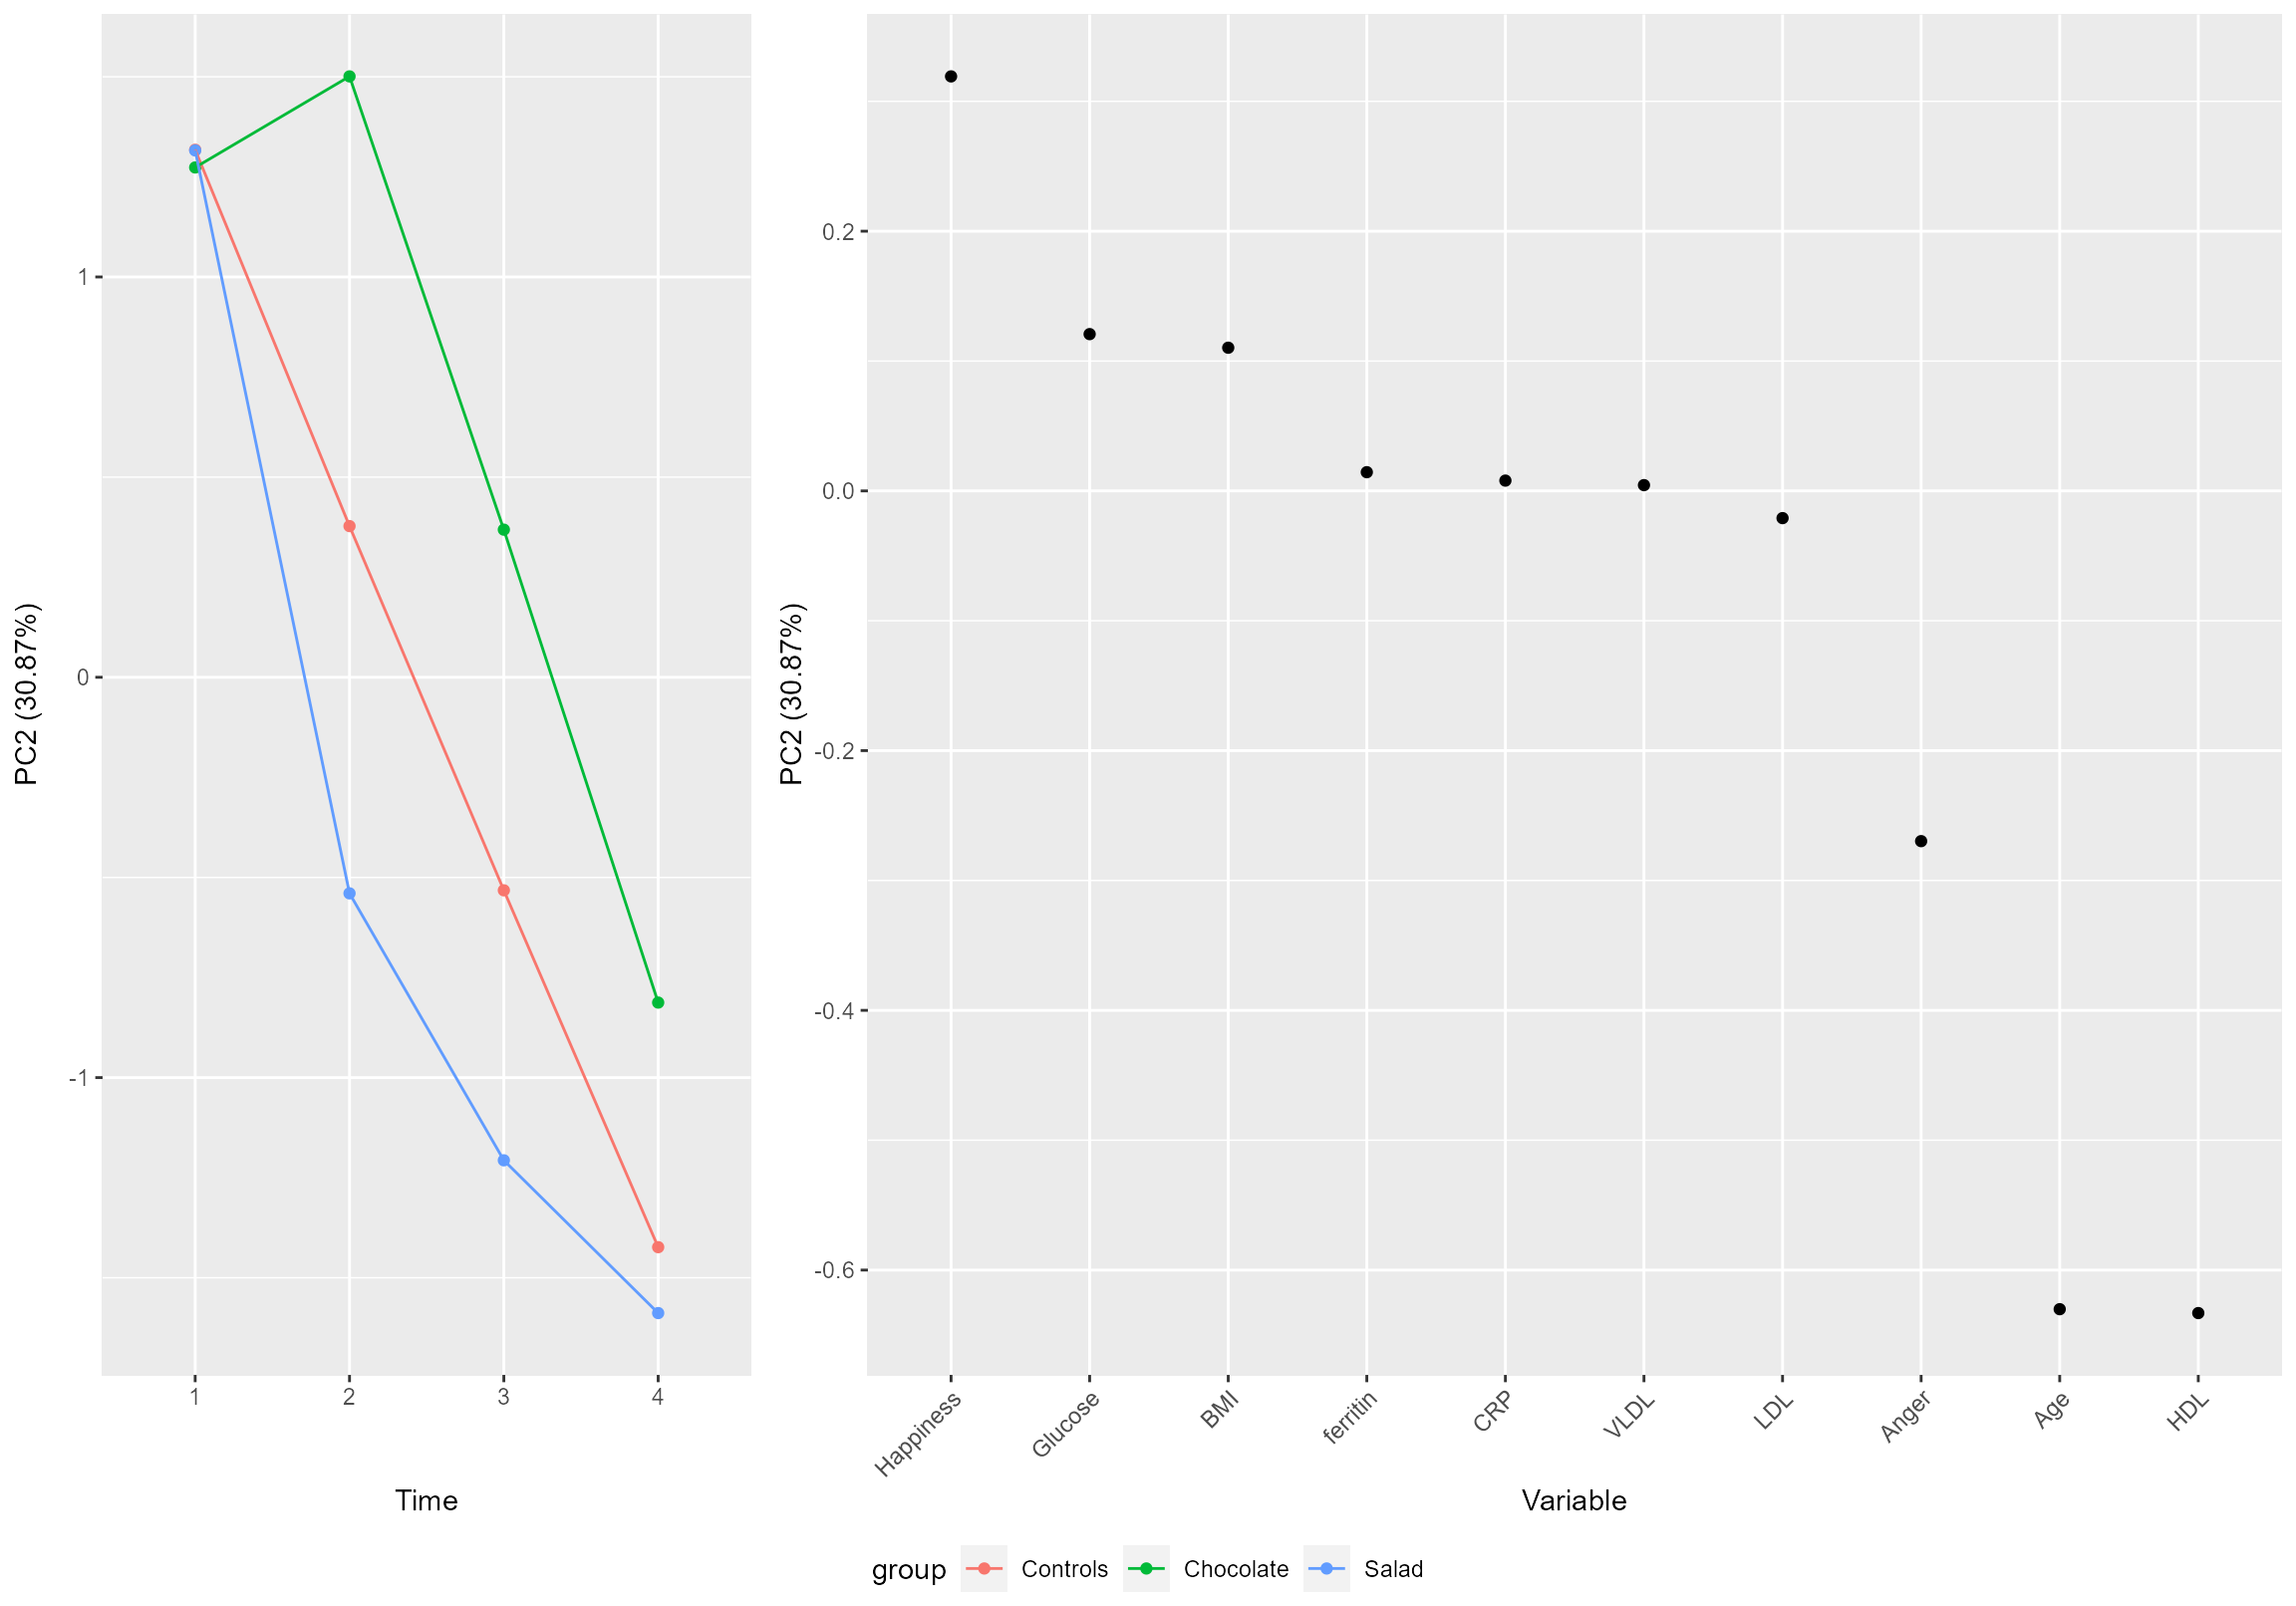 PC2 (30.87%)
1
0
-1
1 2 3 4
Time
PC2 (30.87%)
0.2
0.0
-0.2
-0.4
-0.6
Happiness Glucose BMI ferritin CRP VLDL LDL Anger Age HDL
Variable
group Controls Chocolate Salad